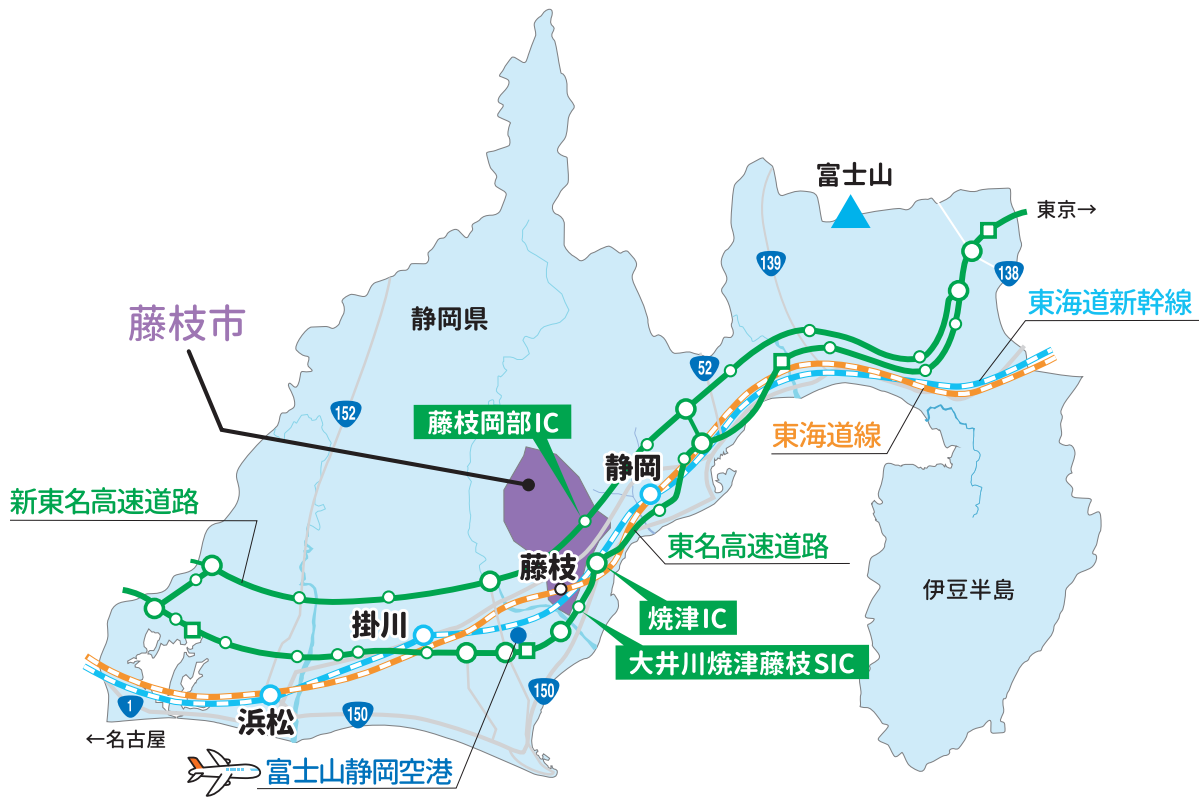 富士山
東京→
139
138
東海道新幹線
藤枝市
静岡県
52
152
藤枝岡部IC
東海道線
静岡
新東名高速道路
東名高速道路
藤枝
伊豆半島
焼津IC
掛川
大井川焼津藤枝SIC
150
1
150
浜松
←名古屋
富士山静岡空港